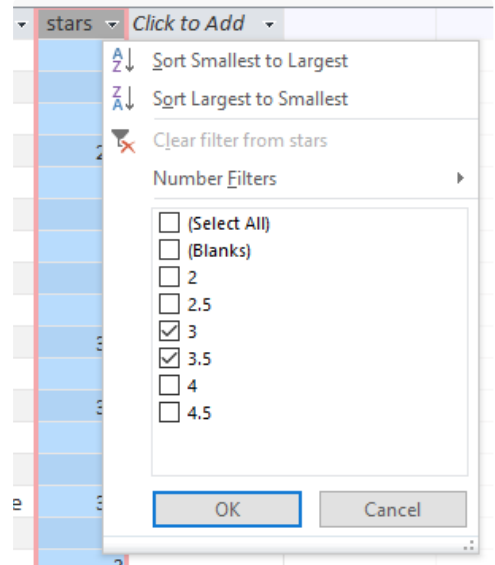 stars Click to Add
Sort Smallest to Largest
Sort Largest to Smallest
Clear filter from stars
Number Filters
(Select All)
(Blanks)
2
2.5
3
3.5
4
4.5
OK Cancel